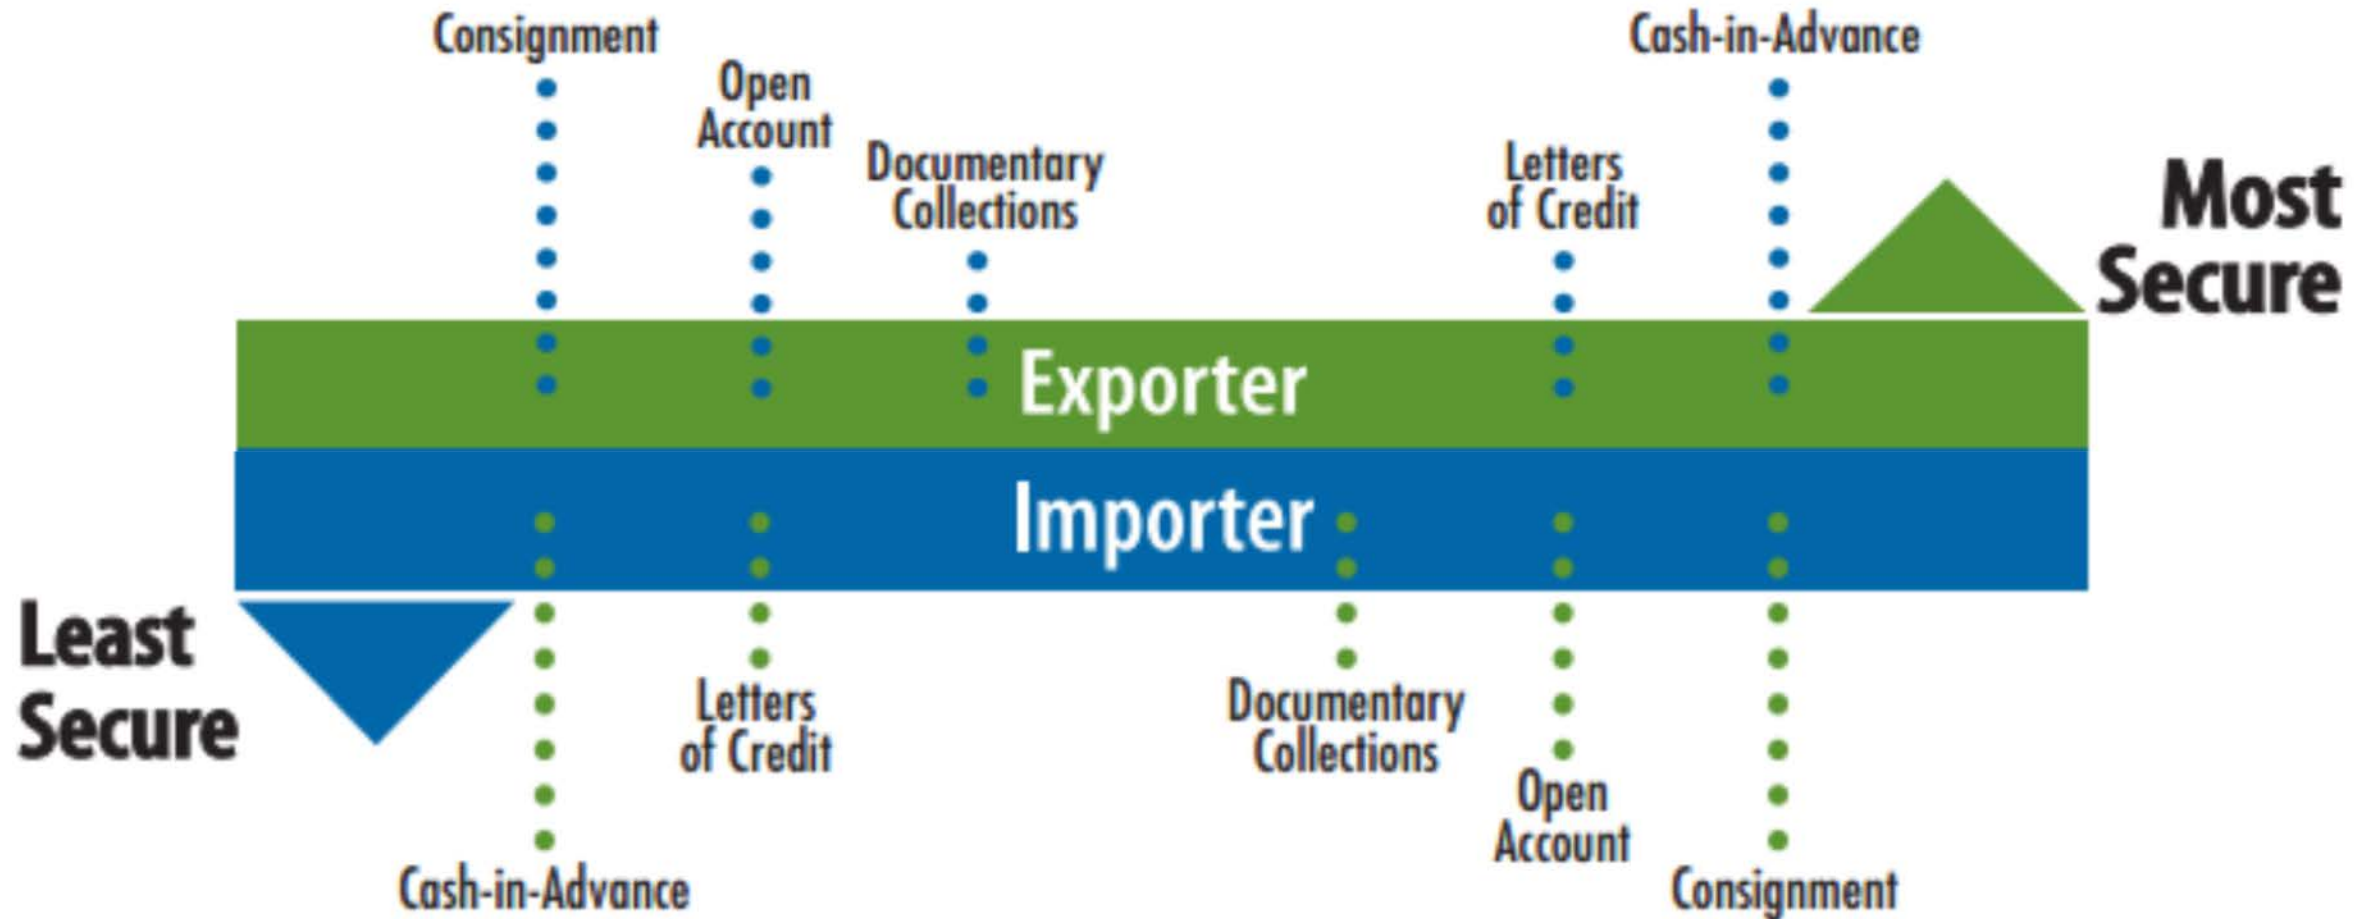 Consignment
Cash-in-Advance
Open
Account
Documentary
Collections
Letters
of Credit
Most
Secure
Exporter
Importer
Least
Secure
Letters
of Credit
Documentary
Collections
Open
Account
Cash-in-Advance
Consignment